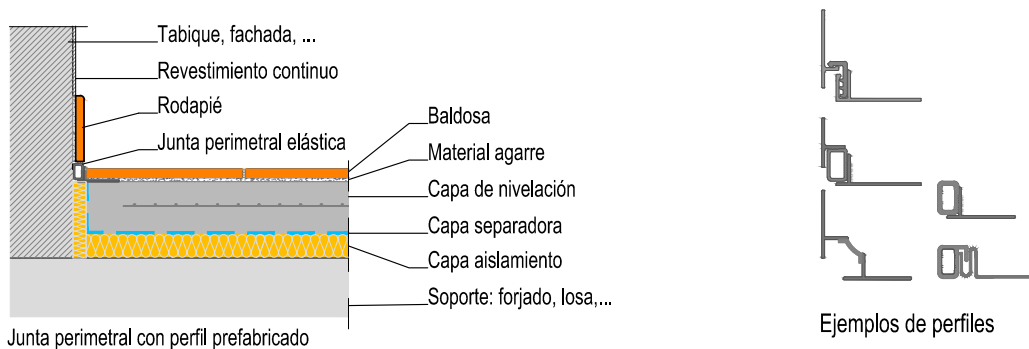 Tabique, fachada, ...
Revestimiento continuo
Rodapié
Junta perimetral elástica
Baldosa
Material agarre
Capa de nivelación
Capa separadora
Capa aislamiento
Soporte: forjado, losa,...
Junta perimetral con perfil prefabricado
Ejemplos de perfiles